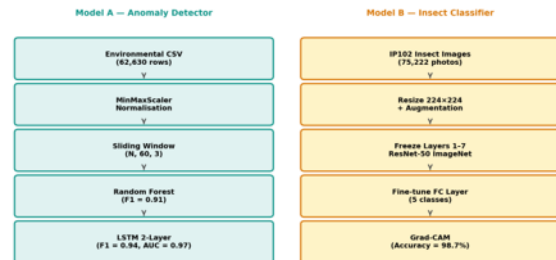 Model A — Anomaly Detector
Environmental CSV
(62,630 rows)
MinMaxScaler
Normalisation
Sliding Window
(N, 60, 3)
Random Forest
(F1 = 0.91)
LSTM 2-Layer
(F1 = 0.94, AUC = 0.97)
Model B — Insect Classifier
IP102 Insect Images
(75,222 photos)
Resize 224×224
+ Augmentation
Freeze Layers 1-7
ResNet-50 ImageNet
Fine-tune FC Layer
(5 classes)
Grad-CAM
(Accuracy = 98.7%)